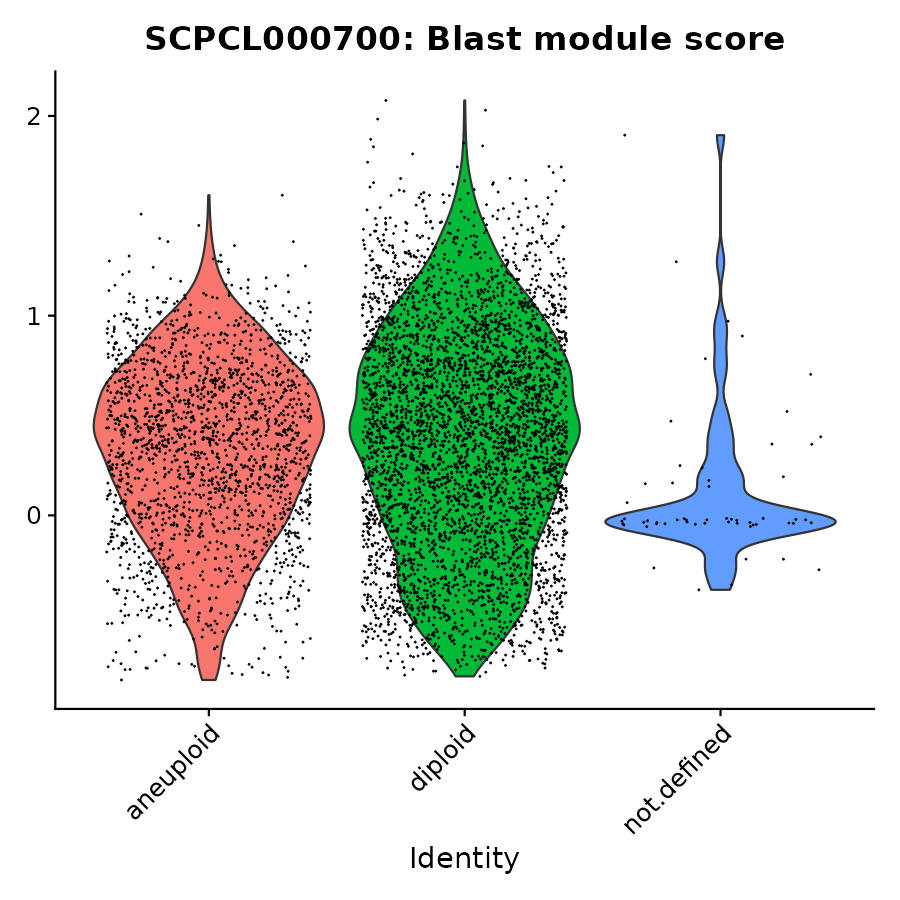 SCPCL000700: Blast module score
2
1
0
aneuploid
diploid
not.defined
Identity